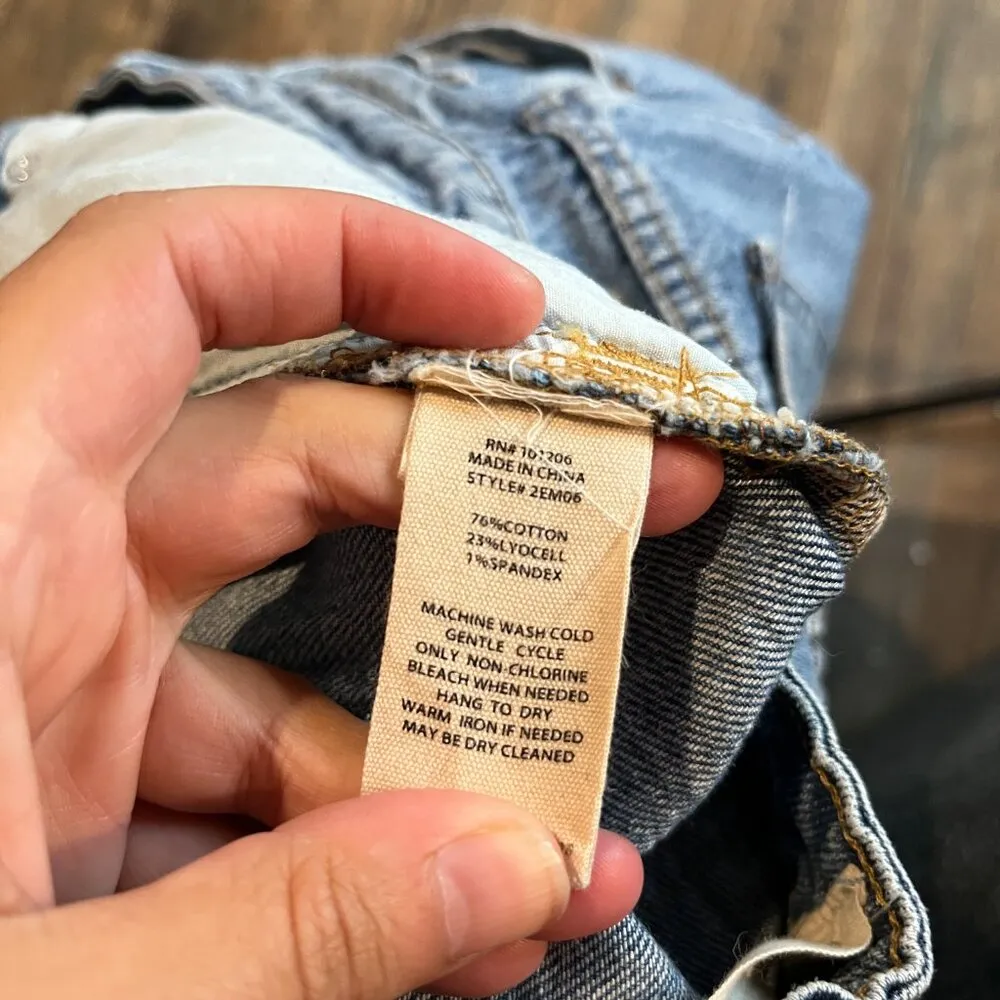 RN# 101206
MADE IN CHINA
STYLE# 2EM06
76%COTTON
23%LYOCELL
1%SPANDEX
MACHINE WASH COLD
GENTLE CYCLE
ONLY NON-CHLORINE
BLEACH WHEN NEEDED
HANG TO DRY
WARM IRON IF NEEDED
MAY BE DRY CLEANED